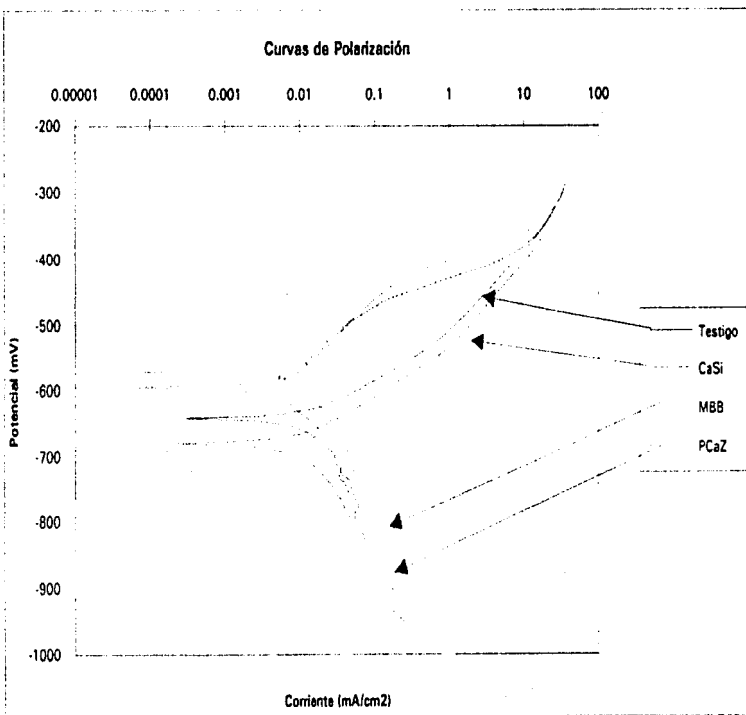 Curvas de Polarización
0.00001 0.0001 0.001 0.01 0.1 1 10 100
-200
-300
-400
-500
-600
-700
-800
-900
-1000
Potencial (mV)
Testigo
CaSi
MBB
PCaZ
Corriente (mA/cm2)